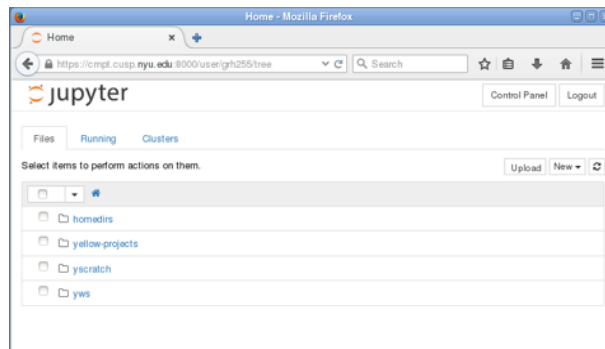 Home - Mozilla Firefox
Home
https://cmpt.cusp.nyu.edu:8000/user/grh255/tree
Search
jupyter
Control Panel
Logout
Files
Running
Clusters
Select items to perform actions on them.
Upload
New
homedirs
yellow-projects
yscratch
yws